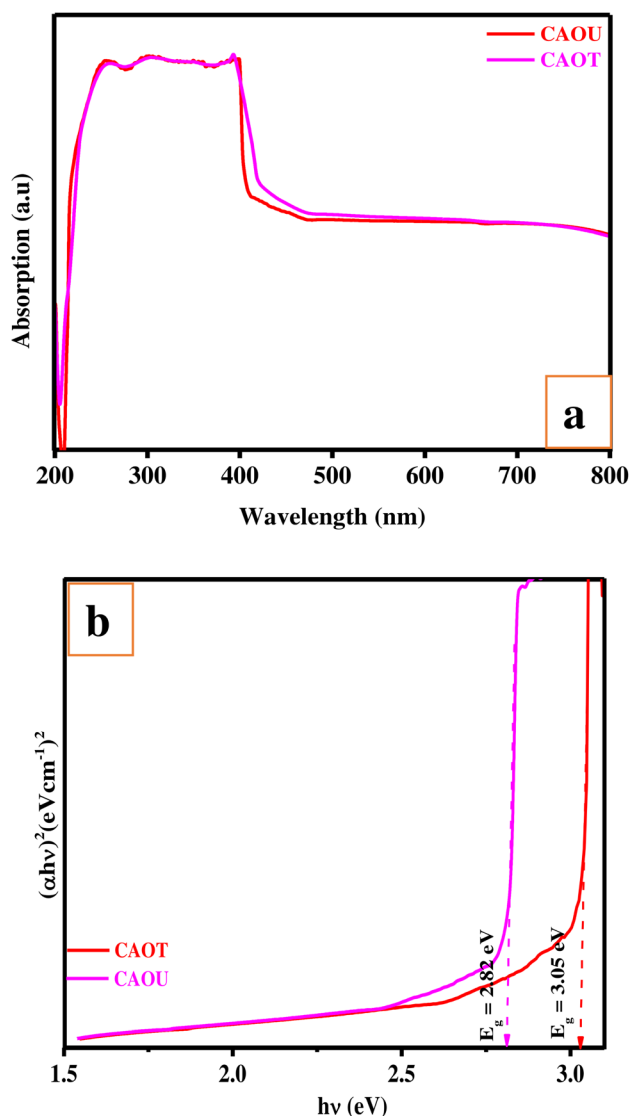 CAOU
CAOT
Absorption (a.u)
a
200 300 400 500 600 700 800
Wavelength (nm)
b
(αhν)²(eVcm⁻¹)²
CAOT
CAOU
E_g = 2.82 eV
E_g = 3.05 eV
1.5 2.0 2.5 3.0
hν (eV)